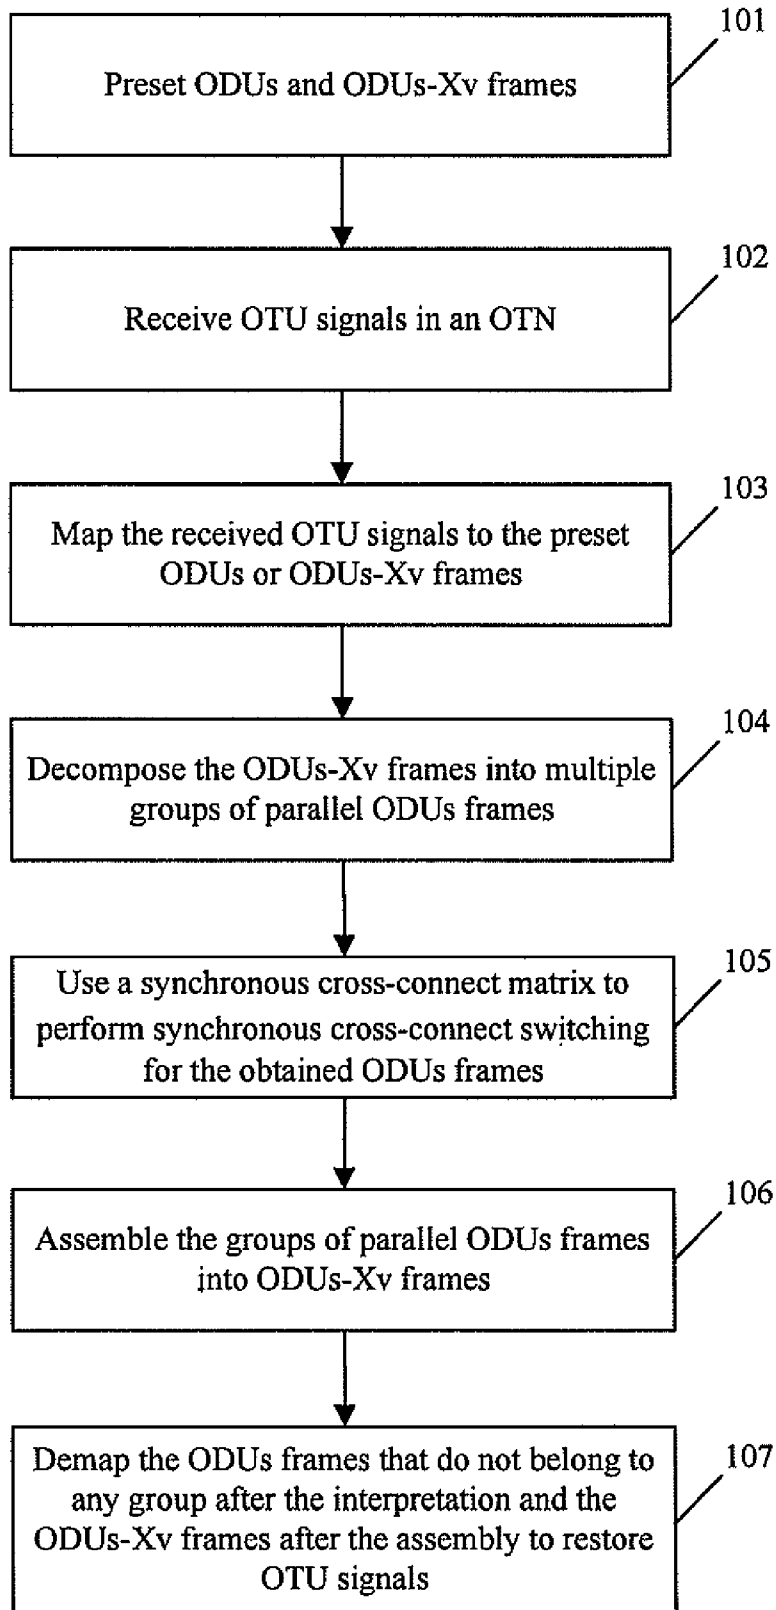 101
Preset ODUs and ODUs-Xv frames
102
Receive OTU signals in an OTN
103
Map the received OTU signals to the preset
ODUs or ODUs-Xv frames
104
Decompose the ODUs-Xv frames into multiple
groups of parallel ODUs frames
105
Use a synchronous cross-connect matrix to
perform synchronous cross-connect switching
for the obtained ODUs frames
106
Assemble the groups of parallel ODUs frames
into ODUs-Xv frames
107
Demap the ODUs frames that do not belong to
any group after the interpretation and the
ODUs-Xv frames after the assembly to restore
OTU signals